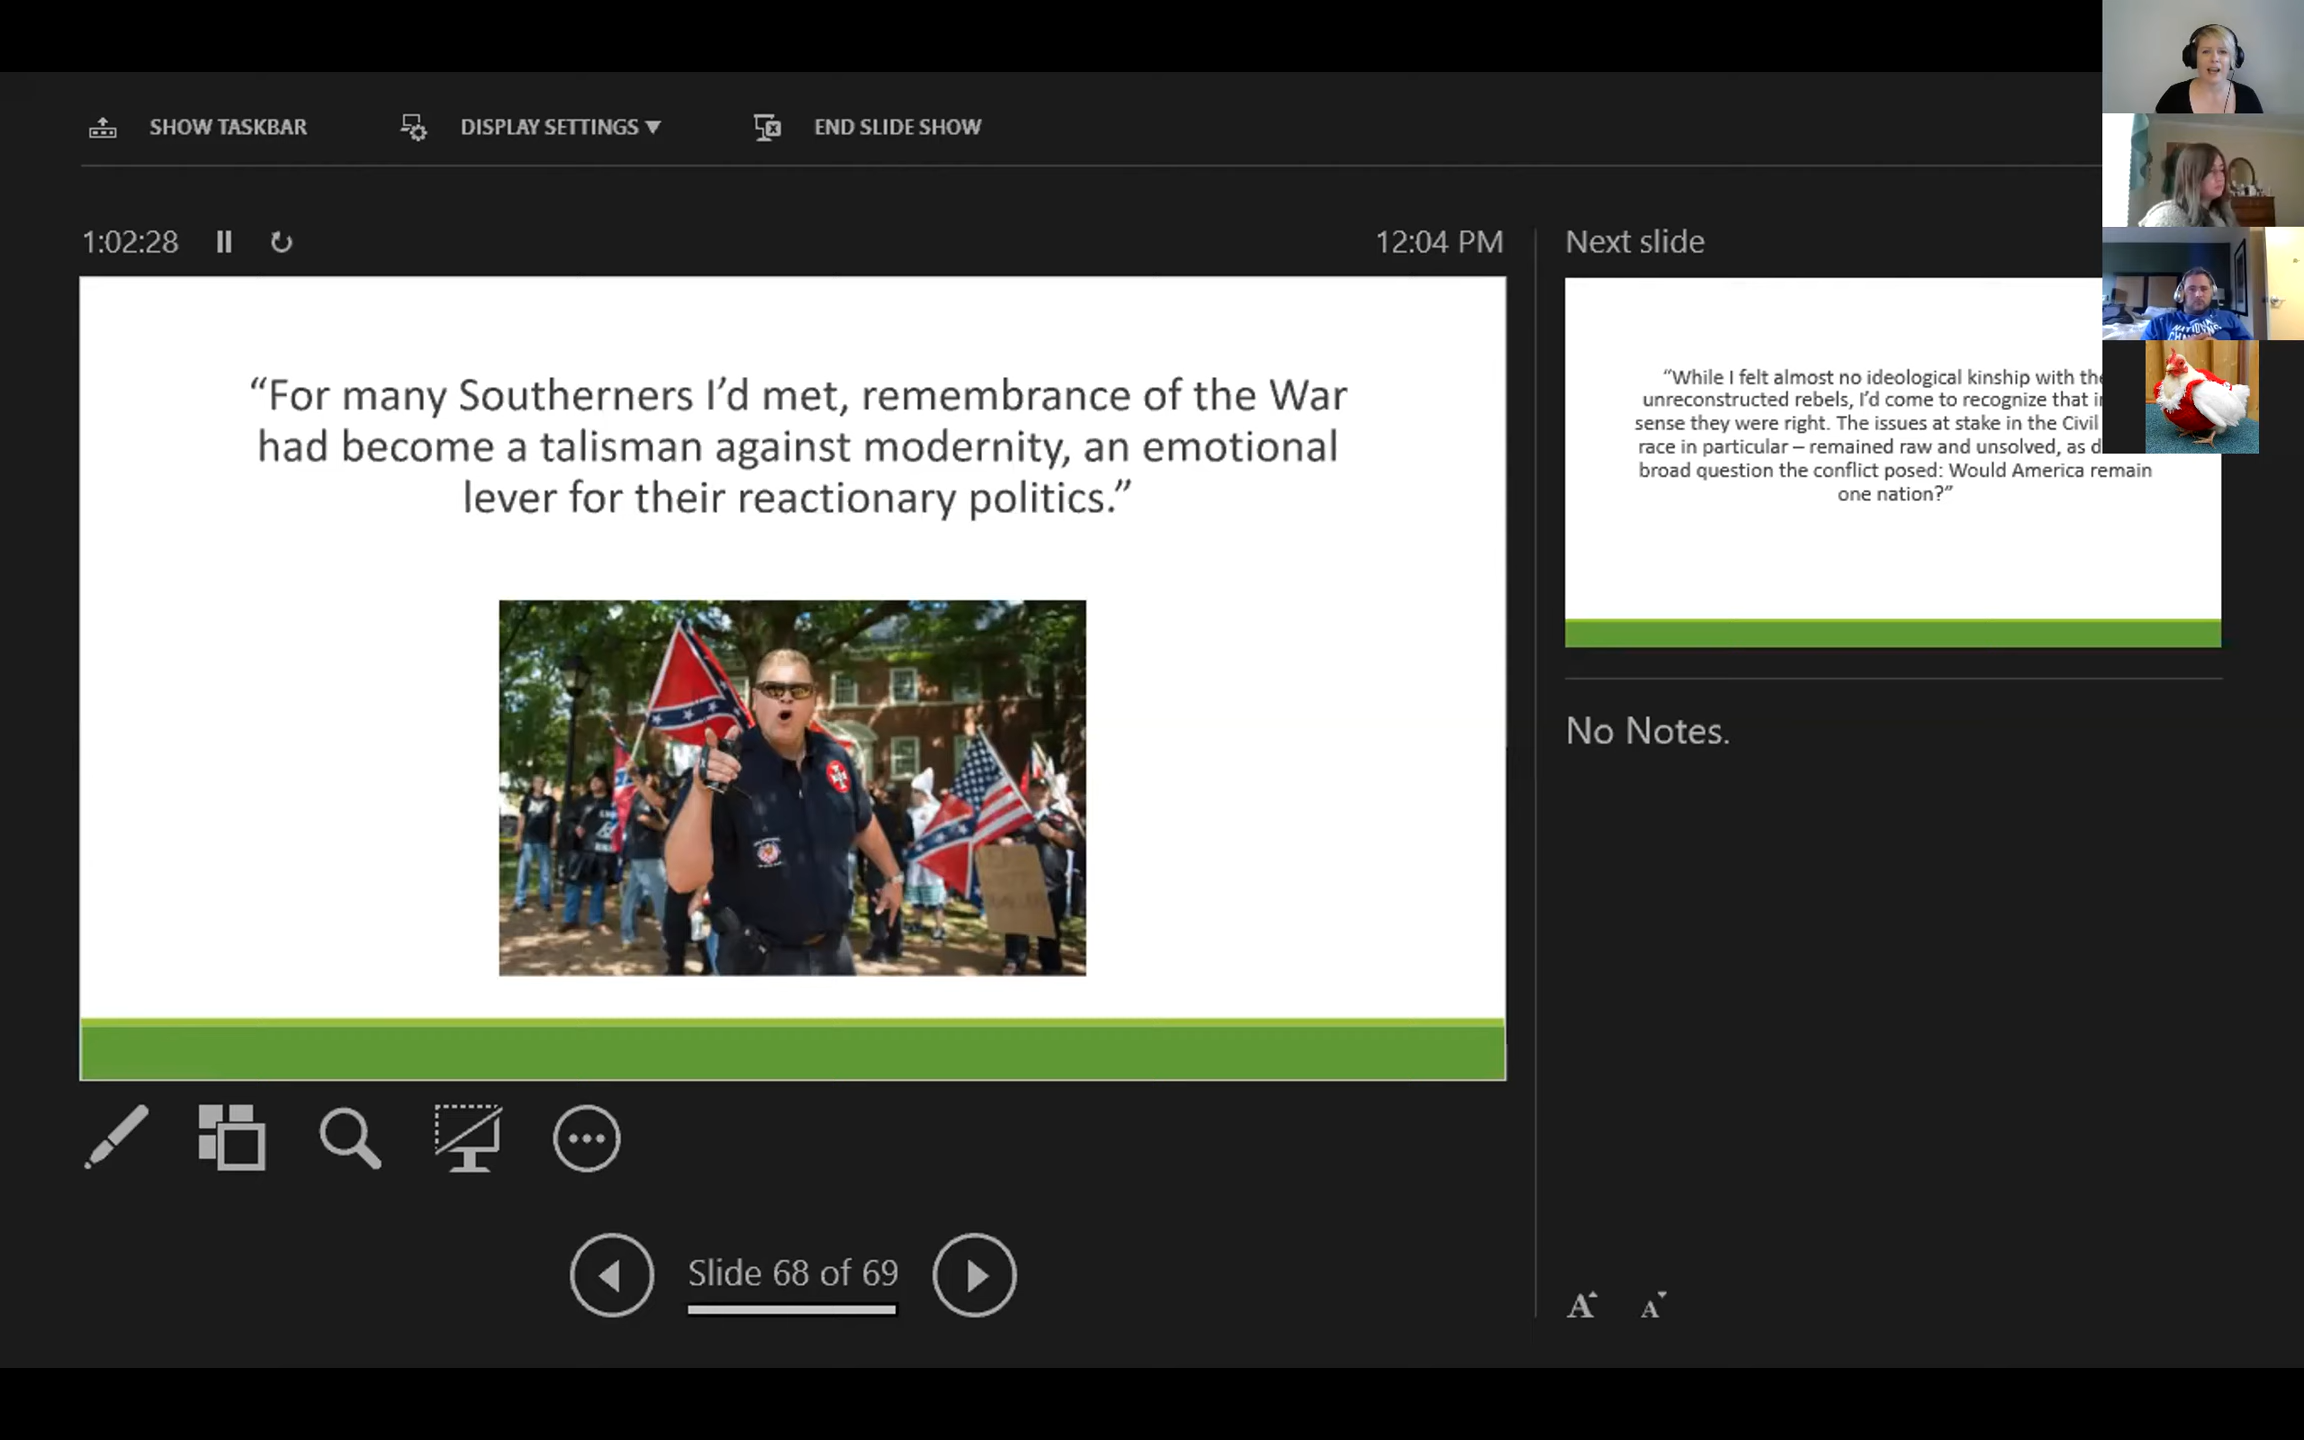 SHOW TASKBAR
DISPLAY SETTINGS ▼
END SLIDE SHOW
1:02:28
12:04 PM
“For many Southerners I’d met, remembrance of the War
had become a talisman against modernity, an emotional
lever for their reactionary politics.”
Slide 68 of 69
Next slide
“While I felt almost no ideological kinship with
unreconstructed rebels, I’d come to recognize that
sense they were right. The issues at stake in the Civil
race in particular – remained raw and unsolved, as
broad question the conflict posed: Would America remain
one nation?”
No Notes.
A A
NATIONAL